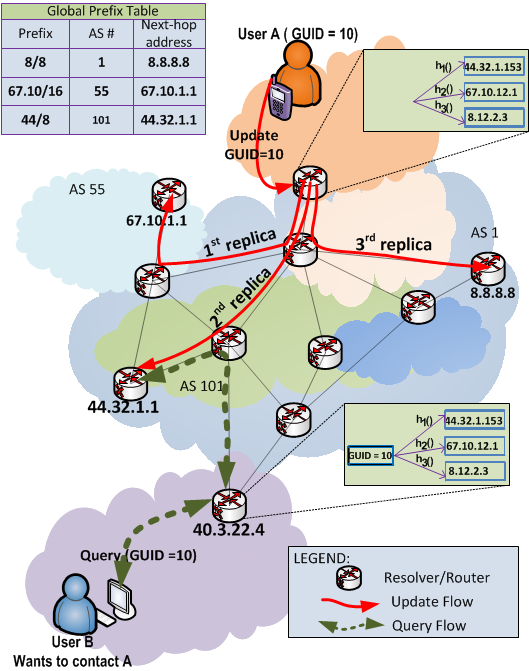 Global Prefix Table
Prefix AS # Next-hop address
8/8 1 8.8.8.8
67.10/16 55 67.10.1.1
44/8 101 44.32.1.1
User A ( GUID = 10)
Update
GUID=10
h1() 44.32.1.153
h2() 67.10.12.1
h3() 8.12.2.3
AS 55
67.10.1.1
1st replica
2nd replica
3rd replica
AS 1
8.8.8.8
AS 101
44.32.1.1
GUID = 10
h1() 44.32.1.153
h2() 67.10.12.1
h3() 8.12.2.3
40.3.22.4
Query (GUID =10)
User B
Wants to contact A
LEGEND:
Resolver/Router
Update Flow
Query Flow